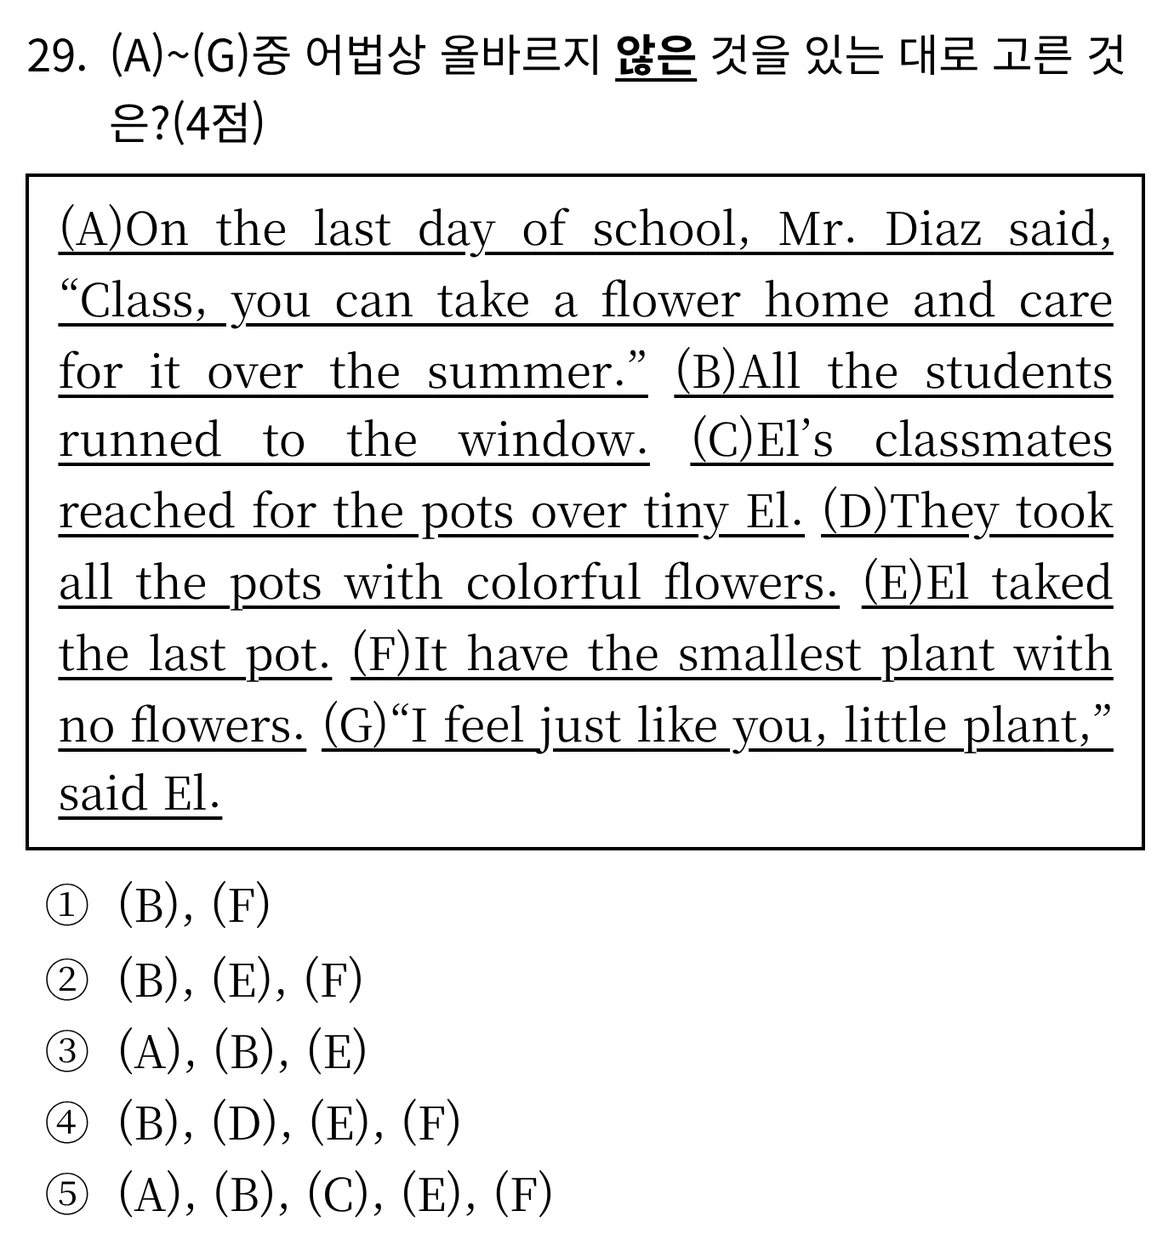 29. (A)~(G)중 어법상 올바르지 않은 것을 있는 대로 고른 것
은?(4점)
(A)On the last day of school, Mr. Diaz said,
“Class, you can take a flower home and care
for it over the summer.” (B)All the students
runned to the window. (C)El’s classmates
reached for the pots over tiny El. (D)They took
all the pots with colorful flowers. (E)El taked
the last pot. (F)It have the smallest plant with
no flowers. (G)“I feel just like you, little plant,”
said El.
① (B), (F)
② (B), (E), (F)
③ (A), (B), (E)
④ (B), (D), (E), (F)
⑤ (A), (B), (C), (E), (F)